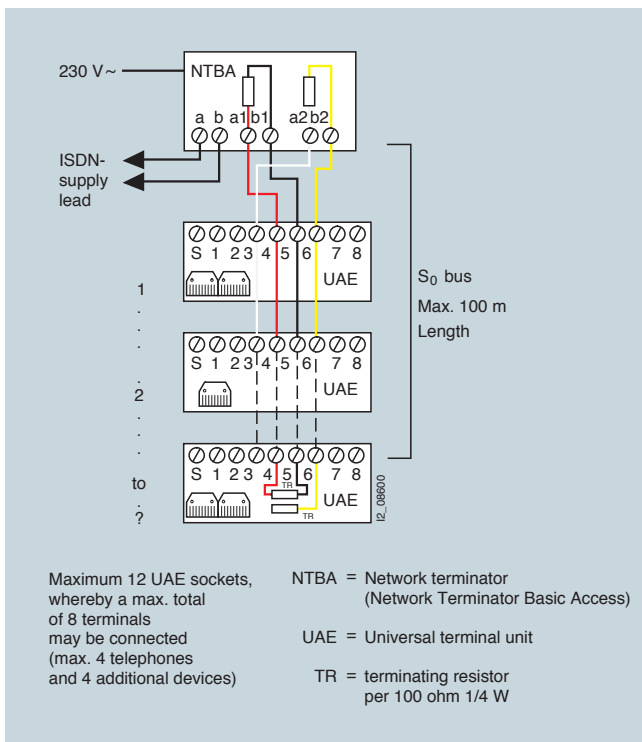 230 V~
NTBA
a b a1 b1 a2 b2
ISDN-
supply
lead
S 1 2 3 4 5 6 7 8
UAE
1
S0 bus
Max. 100 m
Length
S 1 2 3 4 5 6 7 8
UAE
2
S 1 2 3 4 5 6 7 8
TR
UAE
TR
to
?
I2_08600
Maximum 12 UAE sockets,
whereby a max. total
of 8 terminals
may be connected
(max. 4 telephones
and 4 additional devices)
NTBA = Network terminator
(Network Terminator Basic Access)
UAE = Universal terminal unit
TR = terminating resistor
per 100 ohm 1/4 W